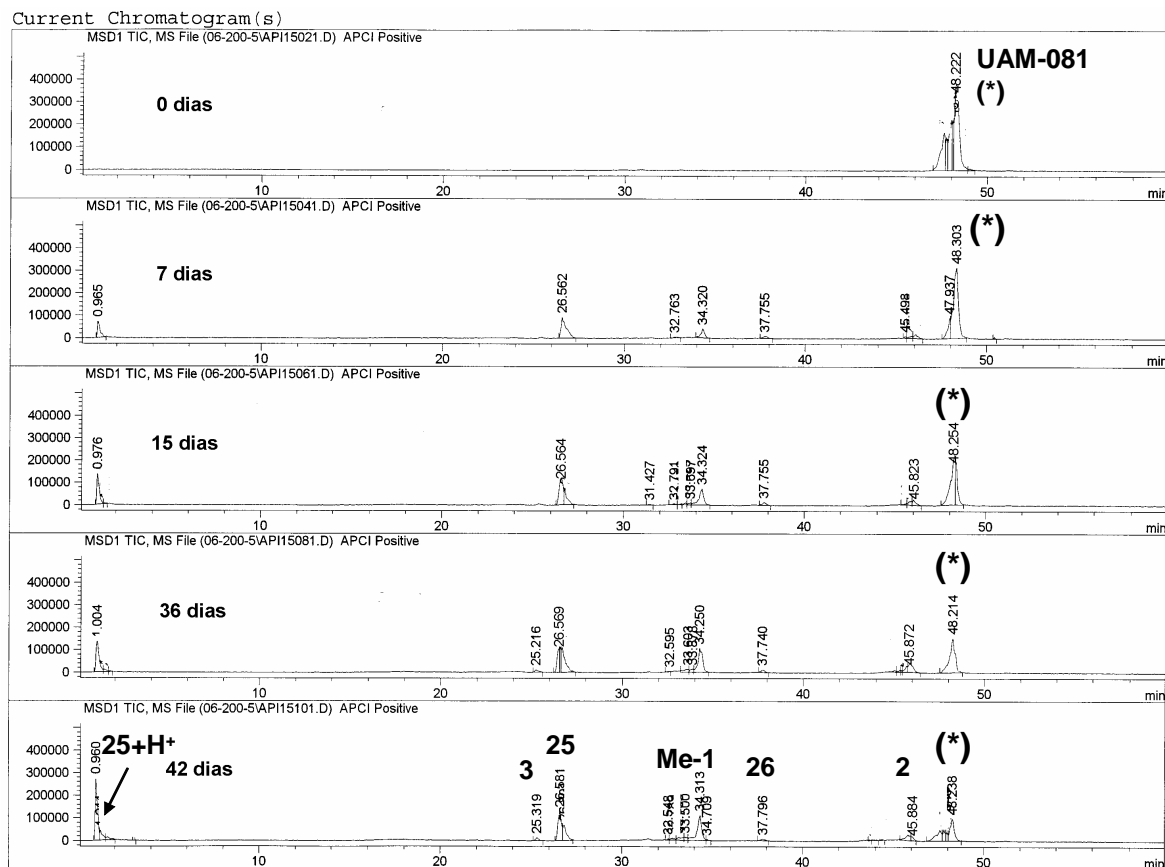 Current Chromatogram(s)
MSD1 TIC, MS File (06-200-5\API15021.D) APCI Positive
UAM-081
(*)
48.222
0 dias
400000
300000
200000
100000
0
10 20 30 40 50 min
MSD1 TIC, MS File (06-200-5\API15041.D) APCI Positive
(*)
7 dias
0.965 26.562 32.763 34.320 37.755 45.498 47.937 48.303
400000
300000
200000
100000
0
10 20 30 40 50 min
MSD1 TIC, MS File (06-200-5\API15061.D) APCI Positive
(*)
15 dias
0.976 26.564 31.427 32.791 34.324 37.755 45.823 48.254
400000
300000
200000
100000
0
10 20 30 40 50 min
MSD1 TIC, MS File (06-200-5\API15081.D) APCI Positive
(*)
36 dias
1.004 25.216 26.569 32.595 34.250 37.740 45.872 48.214
400000
300000
200000
100000
0
10 20 30 40 50 min
MSD1 TIC, MS File (06-200-5\API15101.D) APCI Positive
25+H+ 3 25 Me-1 26 2 (*)
42 dias
0.960 25.319 26.581 32.548 34.313 34.709 37.796 45.884 48.238
400000
300000
200000
100000
0
10 20 30 40 50 min